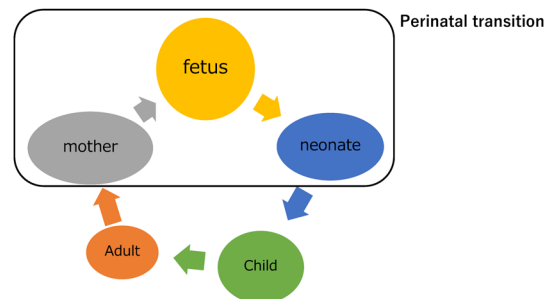 Perinatal transition
fetus
mother
neonate
Adult
Child